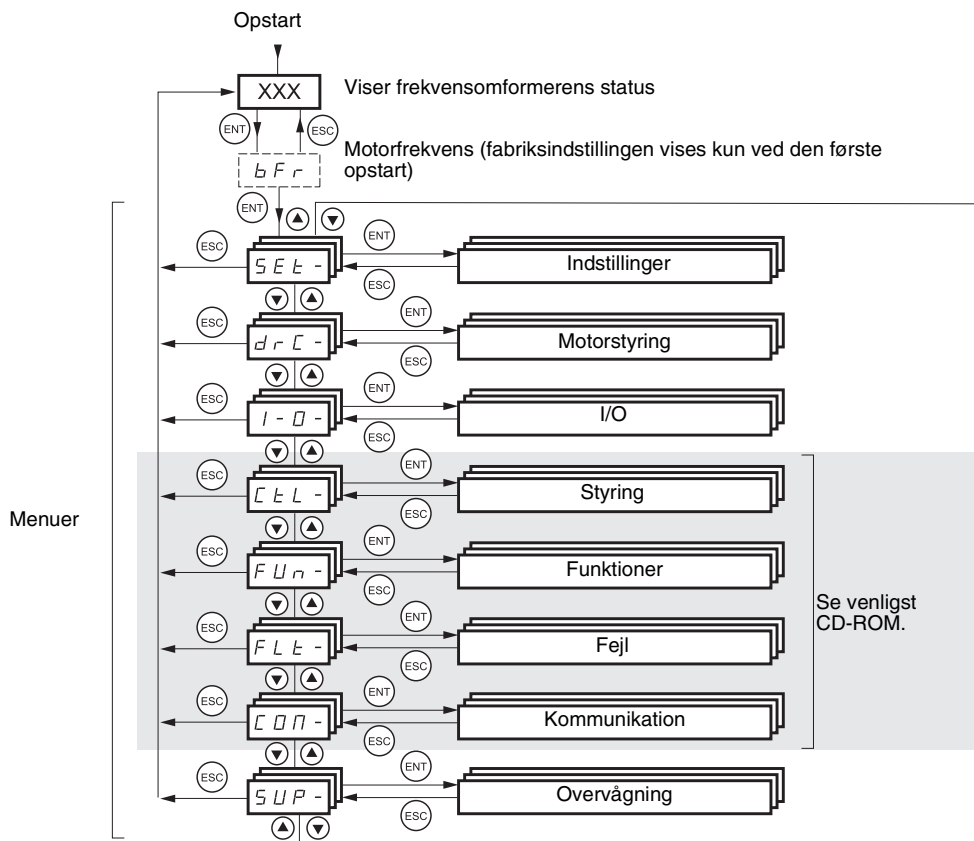 Opstart
XXX
Viser frekvensomformerens status
ENT
ESC
bFr
Motorfrekvens (fabriksindstillingen vises kun ved den første
opstart)
ENT
ESC
SEt-
ENT
ESC
Indstillinger
ESC
drC-
ENT
ESC
Motorstyring
ESC
I-O-
ENT
ESC
I/O
ESC
CtL-
ENT
ESC
Styring
Menuer
ESC
FUn-
ENT
ESC
Funktioner
Se venligst
CD-ROM.
ESC
FLt-
ENT
ESC
Fejl
ESC
COM-
ENT
ESC
Kommunikation
ESC
SUP-
ENT
ESC
Overvågning